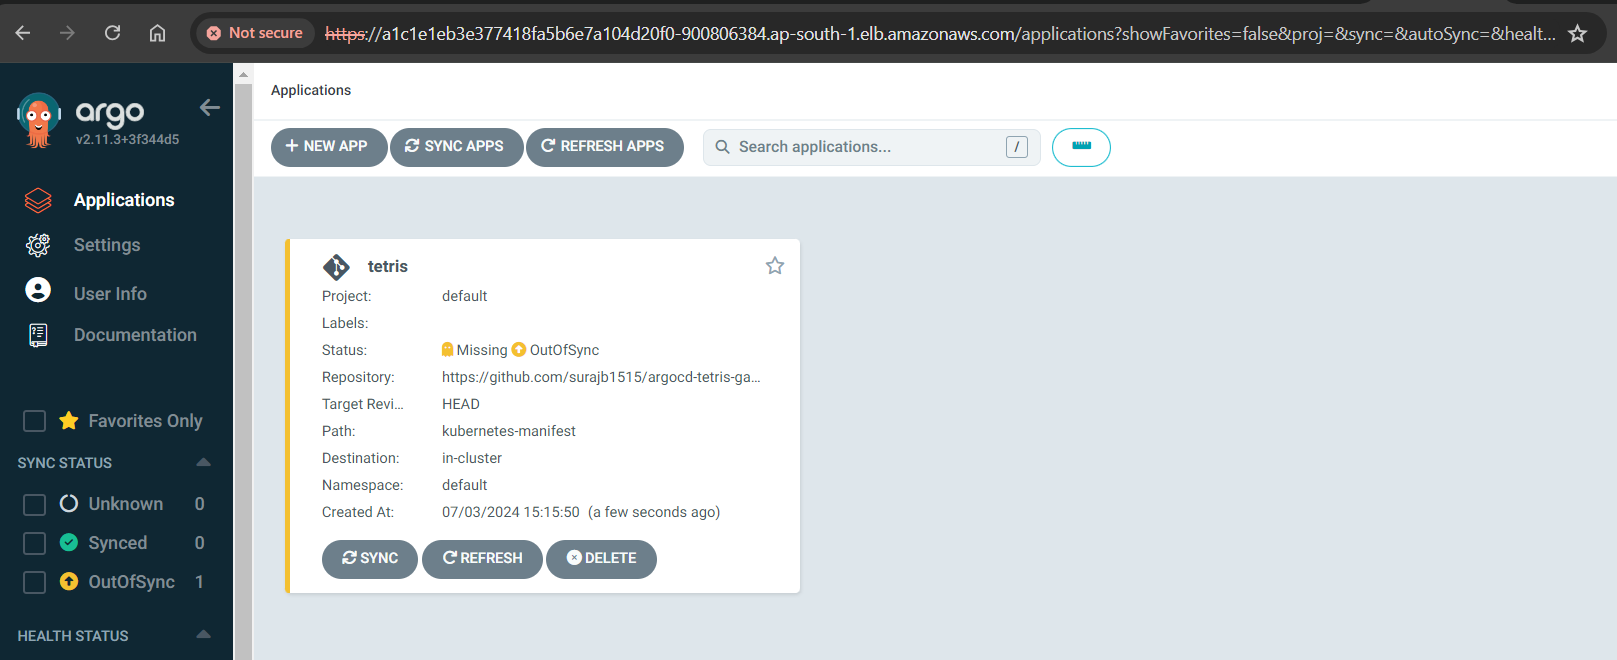 Not secure https://a1c1e1eb3e377418fa5b6e7a104d20f0-900806384.ap-south-1.elb.amazonaws.com/applications?showFavorites=false&proj=&sync=&autoSync=&healt...
argo
v2.11.3+3f344d5
Applications
Settings
User Info
Documentation
Favorites Only
SYNC STATUS
Unknown 0
Synced 0
OutOfSync 1
HEALTH STATUS
Applications
NEW APP SYNC APPS REFRESH APPS Search applications... /
tetris
Project: default
Labels:
Status: Missing OutOfSync
Repository: https://github.com/surajb1515/argocd-tetris-ga...
Target Revi... HEAD
Path: kubernetes-manifest
Destination: in-cluster
Namespace: default
Created At: 07/03/2024 15:15:50 (a few seconds ago)
SYNC REFRESH DELETE